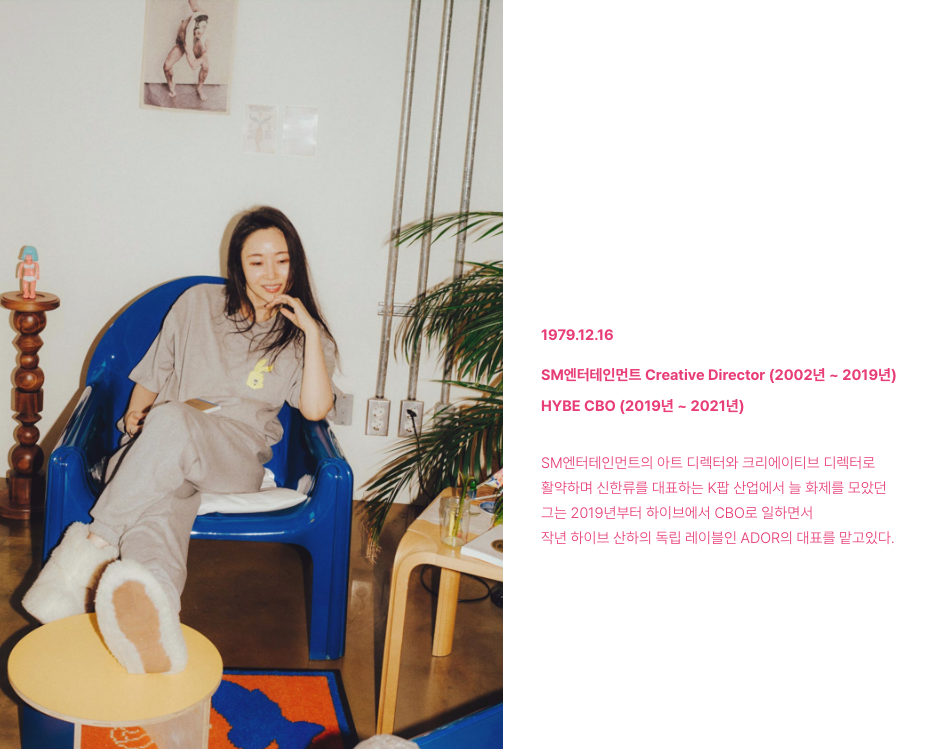 1979.12.16
SM엔터테인먼트 Creative Director (2002년 ~ 2019년)
HYBE CBO (2019년 ~ 2021년)
SM엔터테인먼트의 아트 디렉터와 크리에이티브 디렉터로
활약하며 신한류를 대표하는 K팝 산업에서 늘 화제를 모았던
그는 2019년부터 하이브에서 CBO로 일하면서
작년 하이브 산하의 독립 레이블인 ADOR의 대표를 맡고있다.